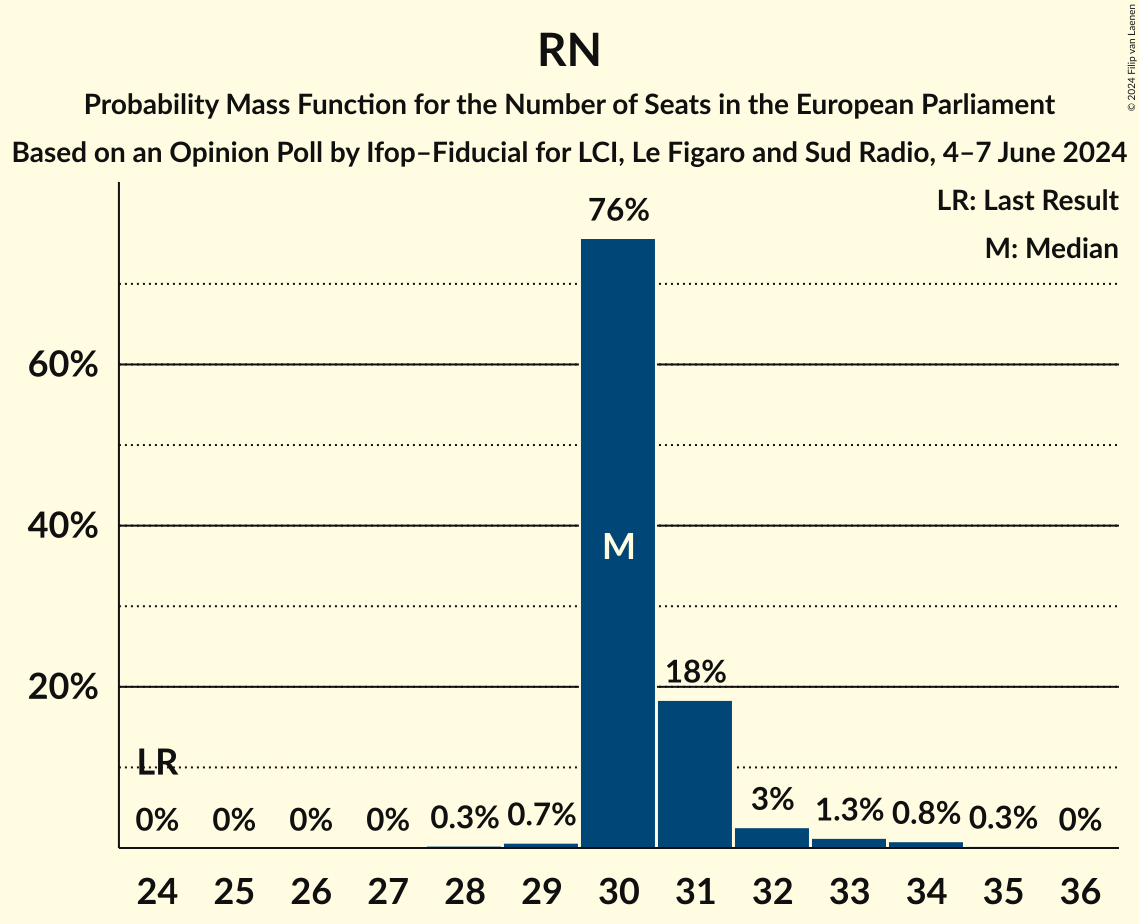 RN
Probability Mass Function for the Number of Seats in the European Parliament
Based on an Opinion Poll by Ifop–Fiducial for LCI, Le Figaro and Sud Radio, 4–7 June 2024
© 2024 Filip van Laenen
LR: Last Result
M: Median
76%
60%
40%
M
18%
20%
LR
0% 0% 0% 0% 0.3% 0.7% 3% 1.3% 0.8% 0.3% 0%
24 25 26 27 28 29 30 31 32 33 34 35 36